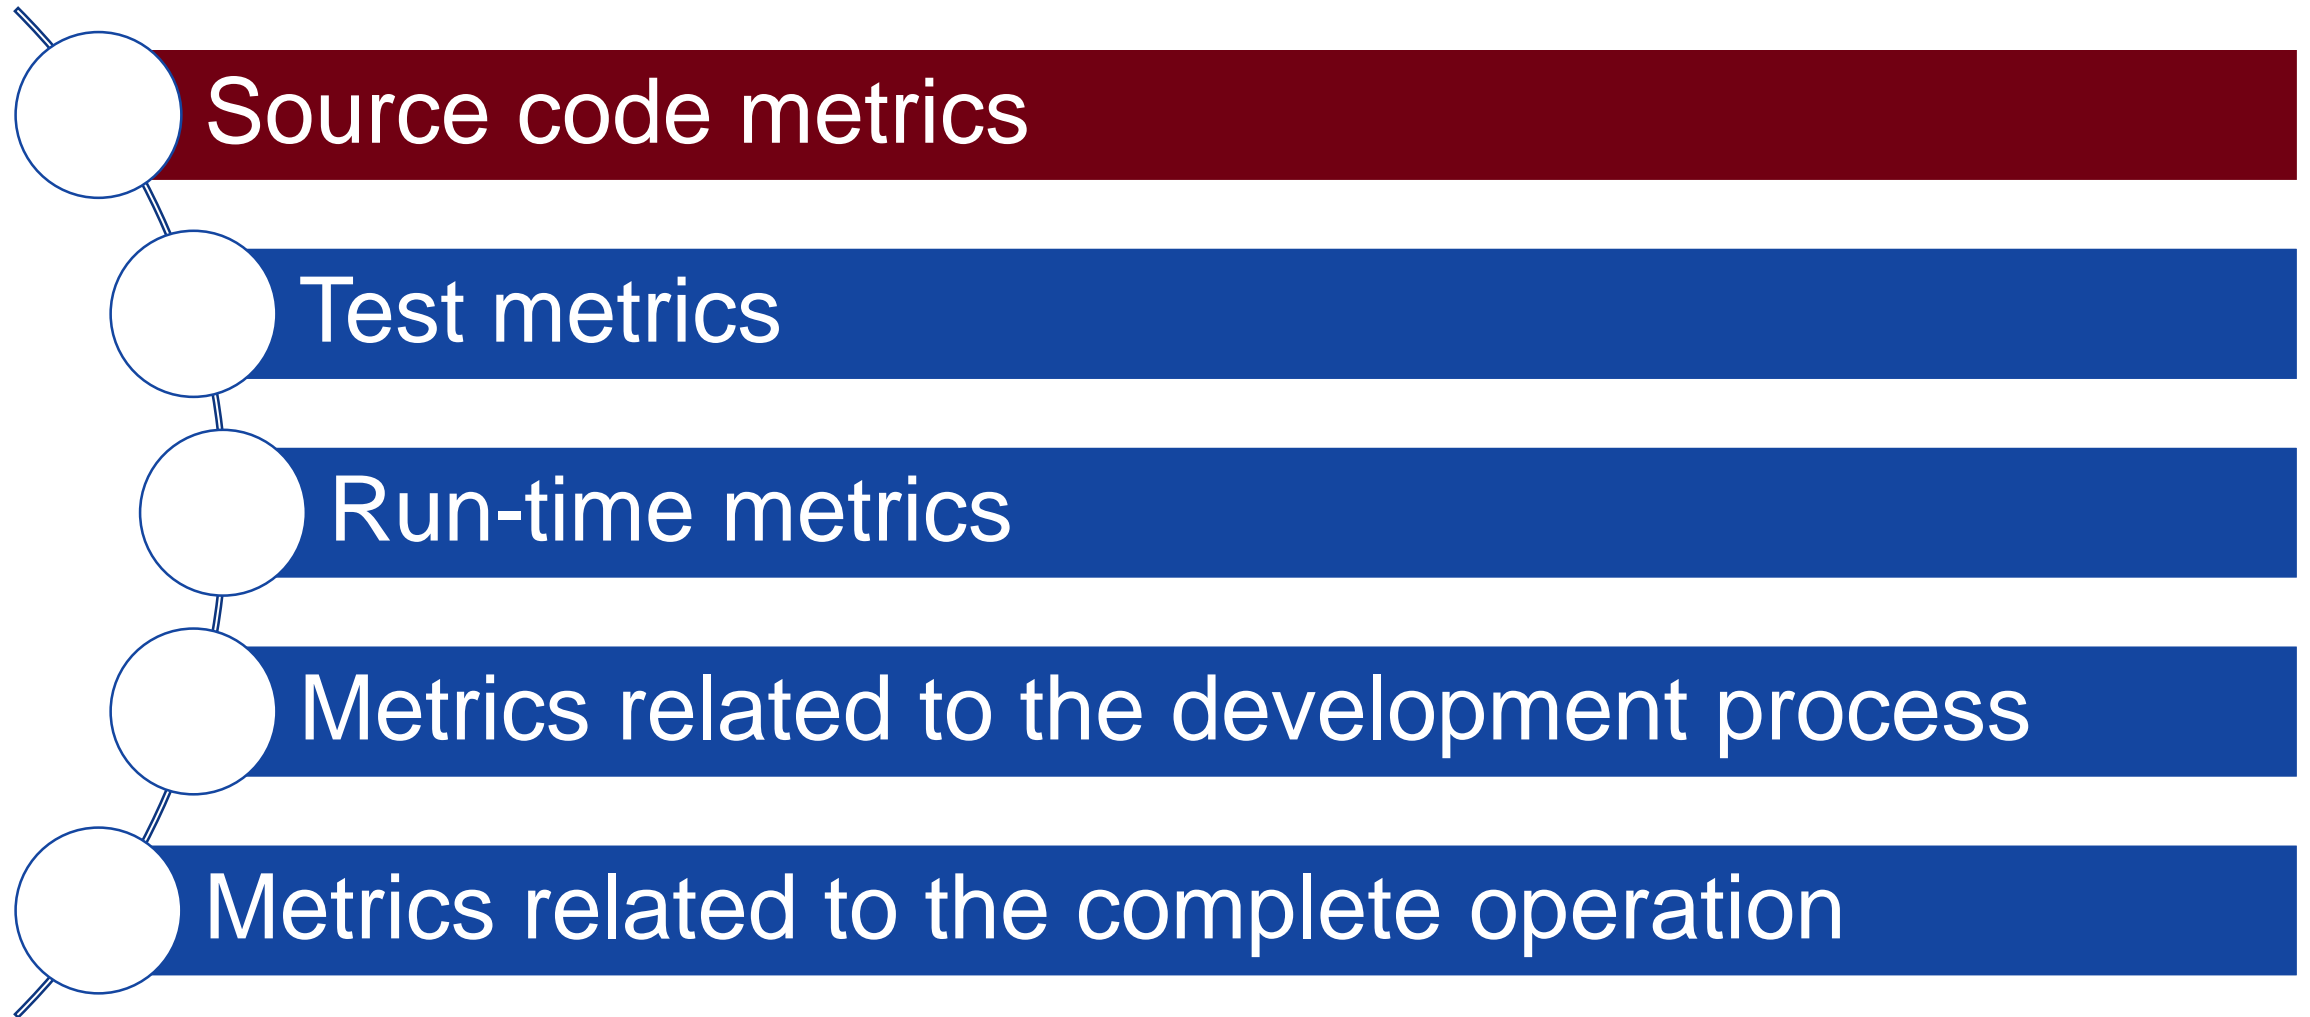 Source code metrics
Test metrics
Run-time metrics
Metrics related to the development process
Metrics related to the complete operation